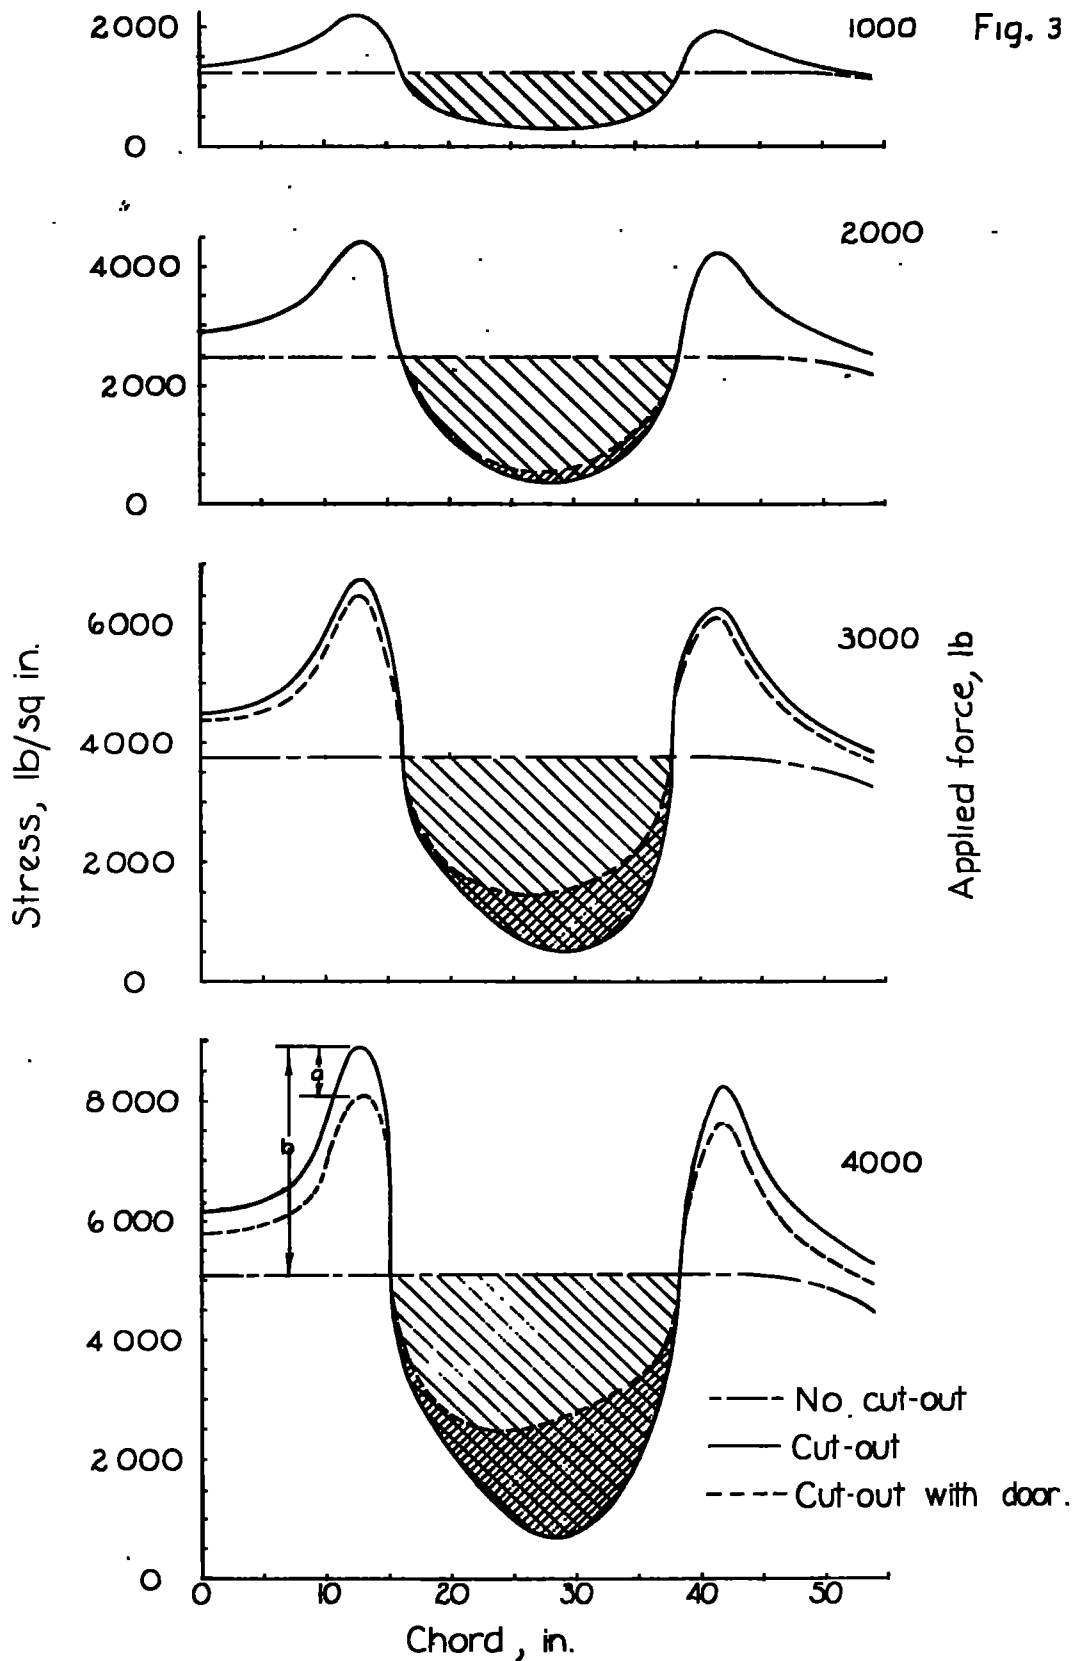 Fig. 3
2000
0
1000
4000
2000
0
2000
6000
4000
2000
0
3000
Stress, lb/sq in.
Applied force, lb
8000
6000
4000
2000
0
4000
a
b
No cut-out
Cut-out
Cut-out with door.
0 10 20 30 40 50
Chord, in.